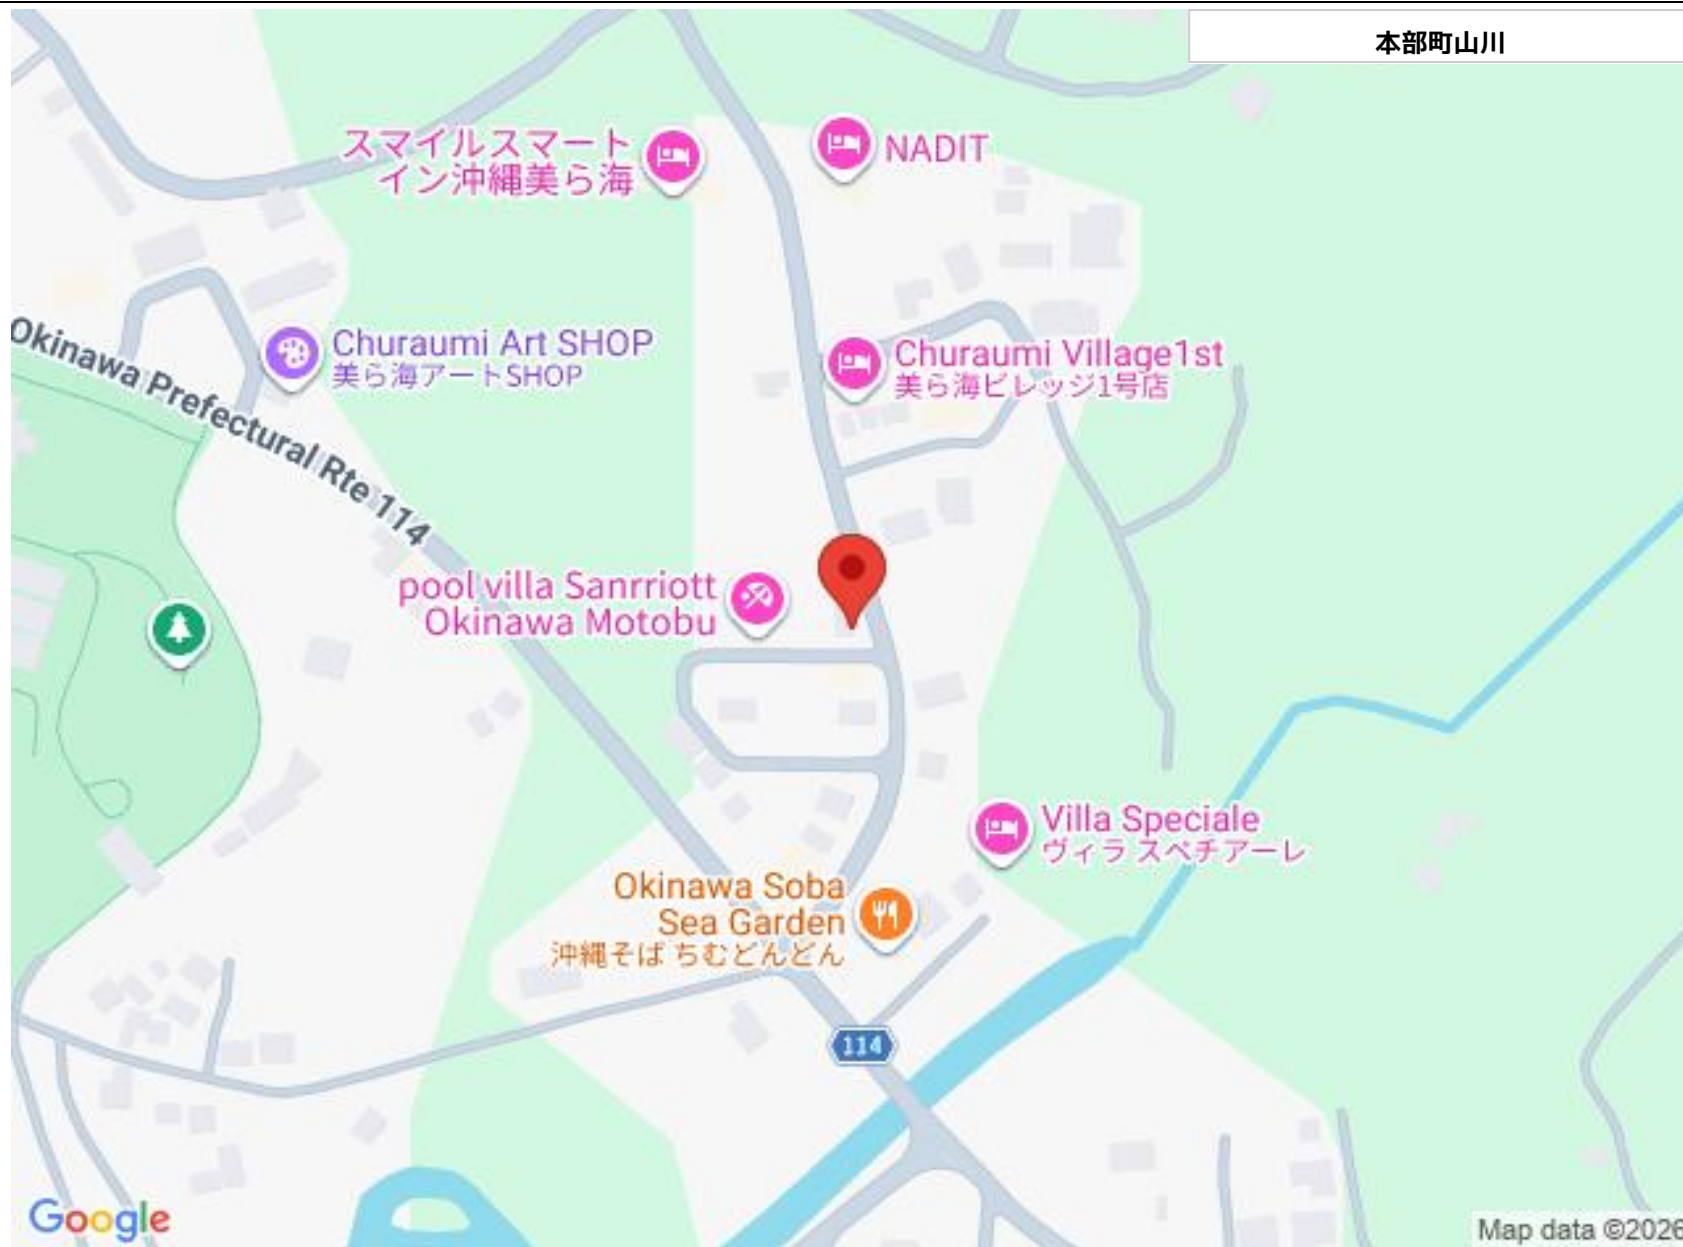 本部町山川
スマイルスマート
イン沖縄美ら海
NADIT
Okinawa Prefectural Rte 114
Churaumi Art SHOP
美ら海アートSHOP
Churaumi Village1st
美ら海ビレッジ1号店
pool villa Sanrriott
Okinawa Motobu
Villa Speciale
ヴィラ スペチアーレ
Okinawa Soba
Sea Garden
沖縄そば ちむどんどん
114
Google
Map data ©2026